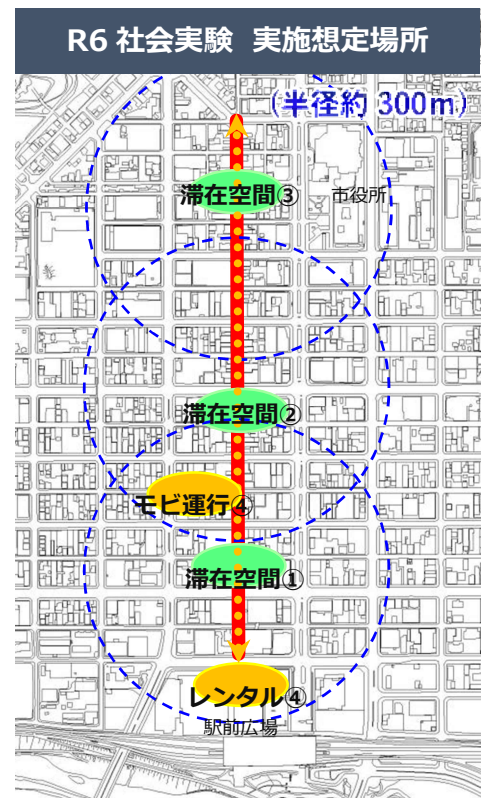 R6 社会実験 実施想定場所
(半径約 300m)
滞在空間③
市役所
滞在空間②
モビ運行④
滞在空間①
レンタル④
駅前広場